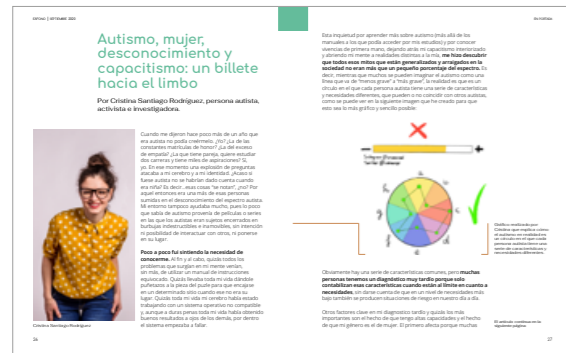 CEPOAC | SEPTIEMBRE 2022
Autismo, mujer,
desconocimiento y
capacitismo: un billete
hacia el limbo
Por Cristina Santiago Rodríguez, persona autista,
activista e investigadora.
Cuando me dijeron hace poco más de un año que
era autista no podía creérmelo. ¿Yo? ¿La de las
constantes matrículas de honor? ¿La del exceso
de empatía? ¿La que tiene pareja, quiere estudiar
dos carreras y tiene miles de aspiraciones? Sí,
yo. En ese momento una explosión de preguntas
atacaba a mi cerebro y a mi identidad. ¿Acaso si
fuese autista no se habrían dado cuenta cuando
era niña? Es decir, esas cosas "se notan", ¿no? Por
aquel entonces era una más de esas personas
sumidas en el desconocimiento del espectro autista.
Mi entorno tampoco ayudaba mucho, pues lo poco
que sabía de autismo provenía de películas o series
en las que los autistas eran sujetos encerrados en
burbujas indestructibles e inamovibles, sin intención
ni posibilidad de interactuar con otros, ni ponerse
en su lugar.
Poco a poco fui sintiendo la necesidad de
conocerme. Al fin y al cabo, quizás todos los
problemas que surgían en mi mente venían,
sin más, de utilizar un manual de instrucciones
equivocado. Quizás llevaba toda mi vida dándole
puñetazos a la pieza del puzle para que encajase
en un determinado sitio cuando ese no era su
lugar. Quizás toda mi vida mi cerebro había estado
trabajando con un sistema operativo no compatible
y, aunque a duras penas toda mi vida había obtenido
buenos resultados a ojos de los demás, por dentro
el sistema empezaba a fallar.
Cristina Santiago Rodríguez
26
EN PORTADA
Esta inquietud por aprender más sobre autismo (más allá de los
manuales a los que podía acceder por mis estudios) y por conocer
vivencias de primera mano, dejando atrás mi capacitismo interiorizado
y abriendo mi mente a realidades distintas a la mía, me hizo descubrir
que todos esos mitos que están generalizados y arraigados en la
sociedad no eran más que un pequeño porcentaje del espectro. Es
decir, mientras que muchos se pueden imaginar el autismo como una
línea que va de "menos grave" a "más grave", la realidad es que es un
círculo en el que cada persona autista tiene una serie de características
y necesidades diferentes, que pueden o no coincidir con otros autistas,
como se puede ver en la siguiente imagen que he creado para que
esto sea lo más gráfico y sencillo posible:
Gráfico realizado por
Cristina que explica cómo
el autismo en realidad es
un círculo en el que cada
persona autista tiene una
serie de características y
necesidades diferentes.
Obviamente hay una serie de características comunes, pero muchas
personas tenemos un diagnóstico muy tardío porque solo
contabilizan esas características cuando están al límite en cuanto a
necesidades, sin darse cuenta de que en un nivel de necesidades más
bajo también se producen situaciones de riesgo en nuestro día a día.
Otros factores clave en mi diagnostico tardío y quizás los más
importantes son el hecho de que tengo altas capacidades y el hecho
de que mi género es el de mujer. El primero afecta porque muchas
El artículo continúa en la
siguiente página.
27